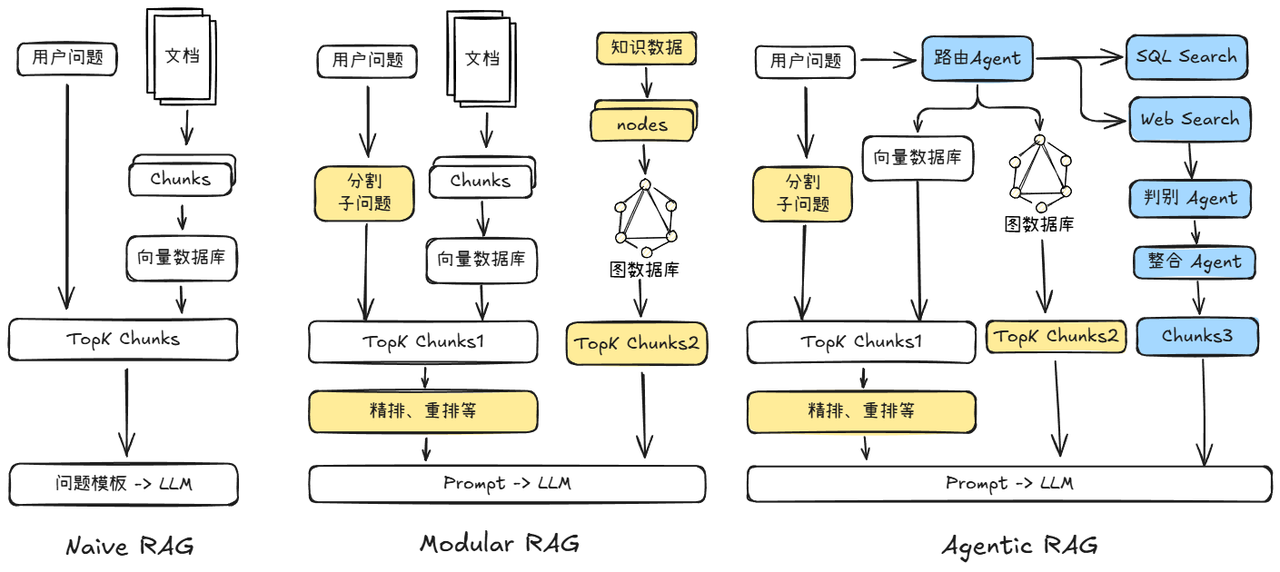 用户问题
文档
Chunks
向量数据库
TopK Chunks
问题模板 -> LLM
Naive RAG
用户问题
文档
知识数据
nodes
分割
子问题
Chunks
向量数据库
图数据库
TopK Chunks1
TopK Chunks2
精排、重排等
Prompt -> LLM
Modular RAG
用户问题
路由Agent
SQL Search
Web Search
向量数据库
分割
子问题
图数据库
判别 Agent
整合 Agent
TopK Chunks1
TopK Chunks2
Chunks3
精排、重排等
Prompt -> LLM
Agentic RAG